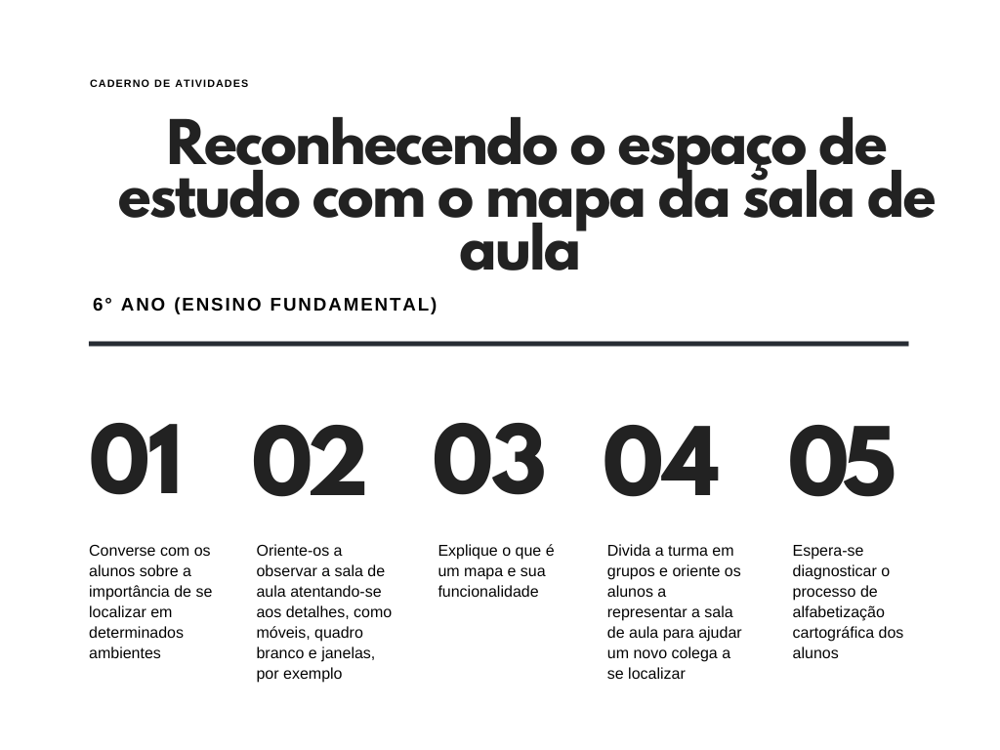 CADERNO DE ATIVIDADES
Reconhecendo o espaço de
estudo com o mapa da sala de
aula
6° ANO (ENSINO FUNDAMENTAL)
01
Converse com os
alunos sobre a
importância de se
localizar em
determinados
ambientes
02
Oriente-os a
observar a sala de
aula atentando-se
aos detalhes, como
móveis, quadro
branco e janelas,
por exemplo
03
Explique o que é
um mapa e sua
funcionalidade
04
Divida a turma em
grupos e oriente os
alunos a
representar a sala
de aula para ajudar
um novo colega a
se localizar
05
Espera-se
diagnosticar o
processo de
alfabetização
cartográfica dos
alunos